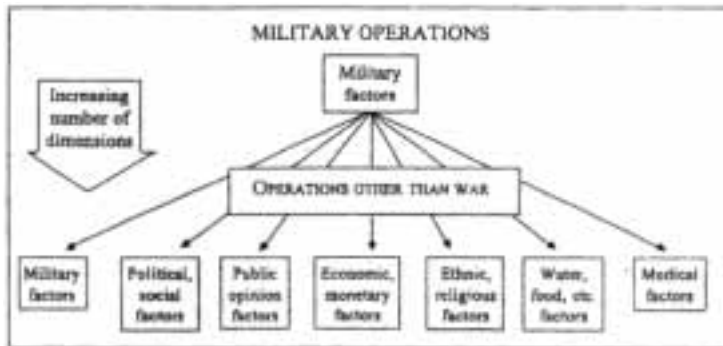 MILITARY OPERATIONS
Military
factors
Increasing
number of
dimensions
OPERATIONS OTHER THAN WAR
Military
factors
Political,
social
factors
Public
opinion
factors
Economic,
monetary
factors
Ethnic,
religious
factors
Water,
food, etc
factors
Medical
factors